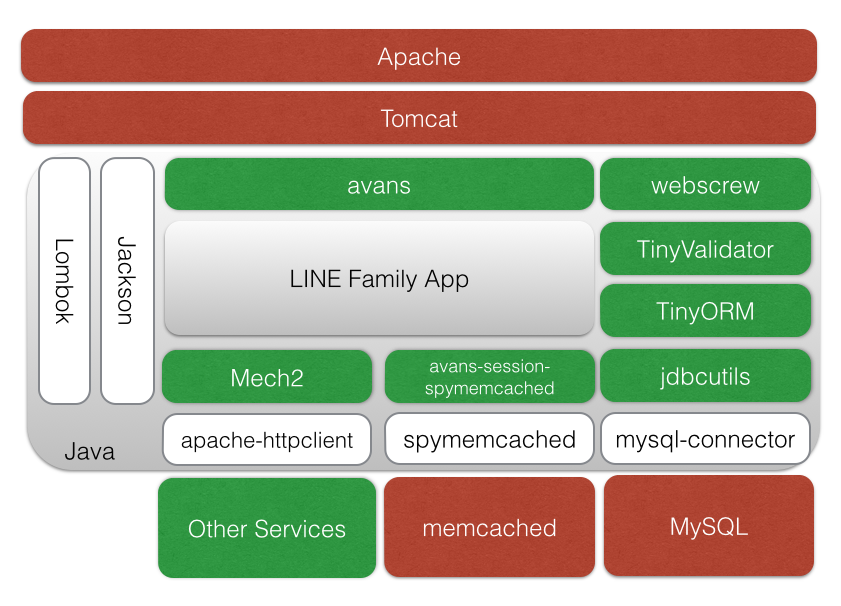 Apache
Tomcat
Lombok
Jackson
avans
webscrew
LINE Family App
TinyValidator
TinyORM
Mech2
avans-session-
spymemcached
jdbcutils
Java
apache-httpclient
spymemcached
mysql-connector
Other Services
memcached
MySQL